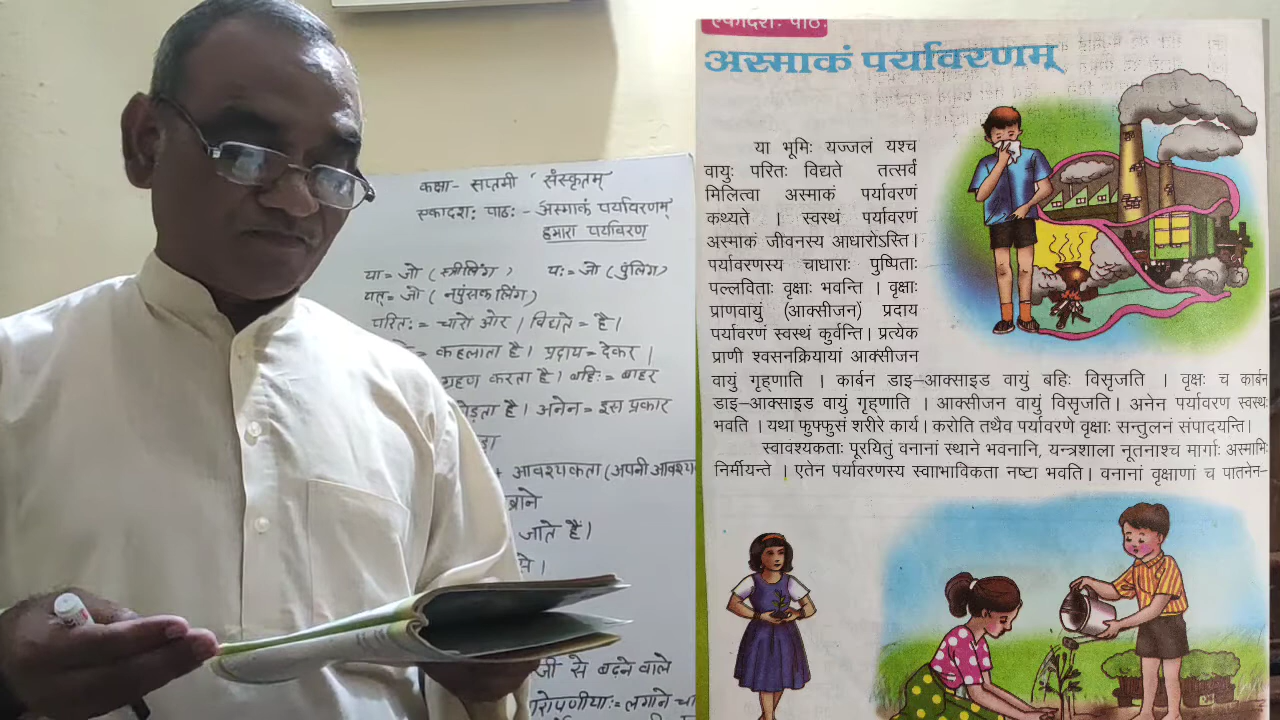 कक्षा- सप्तमी संस्कृतम्
एकादश: पाठ: - अस्माकं पर्यावरणम्
हमारा पर्यावरण
या = जो (स्त्रीलिंग) य: = जो (पुंलिंग)
यत् = जो (नपुंसक लिंग)
परित: = चारो ओर । विद्यते = है।
= कहलाता है। प्रदाय = देकर ।
ग्रहण करता है। बहि: = बाहर
है। अनेन = इस प्रकार
+ आवश्यकता (अपनी
जाते हैं।
से बढ़ने वाले
= लगाने
एकादश: पाठ:
अस्माकं पर्यावरणम्
या भूमिः यज्जलं यश्च
वायुः परितः विद्यते तत्सर्वं
मिलित्वा अस्माकं पर्यावरणं
कथ्यते । स्वस्थं पर्यावरणं
अस्माकं जीवनस्य आधारोऽस्ति।
पर्यावरणस्य चाधाराः पुष्पिताः
पल्लविताः वृक्षाः भवन्ति । वृक्षाः
प्राणवायुं (आक्सीजन) प्रदाय
पर्यावरणं स्वस्थं कुर्वन्ति । प्रत्येक
प्राणी श्वसनक्रियायां आक्सीजन
वायुं गृह्णाति । कार्बन डाइ–आक्साइड वायुं बहिः विसृजति । वृक्षः च कार्बन
डाइ–आक्साइड वायुं गृह्णाति । आक्सीजन वायुं विसृजति। अनेन पर्यावरण स्वस्थः
भवति । यथा फुफ्फुसं शरीरे कार्य। करोति तथैव पर्यावरणे वृक्षाः सन्तुलनं संपादयन्ति।
स्वावश्यकताः पूरयितुं वनानां स्थाने भवनानि, यन्त्रशाला नूतनाश्च मार्गाः अस्माभिः
निर्मीयन्ते । एतेन पर्यावरणस्य स्वााभाविकता नष्टा भवति। वनानां वृक्षाणां च पातनेन–